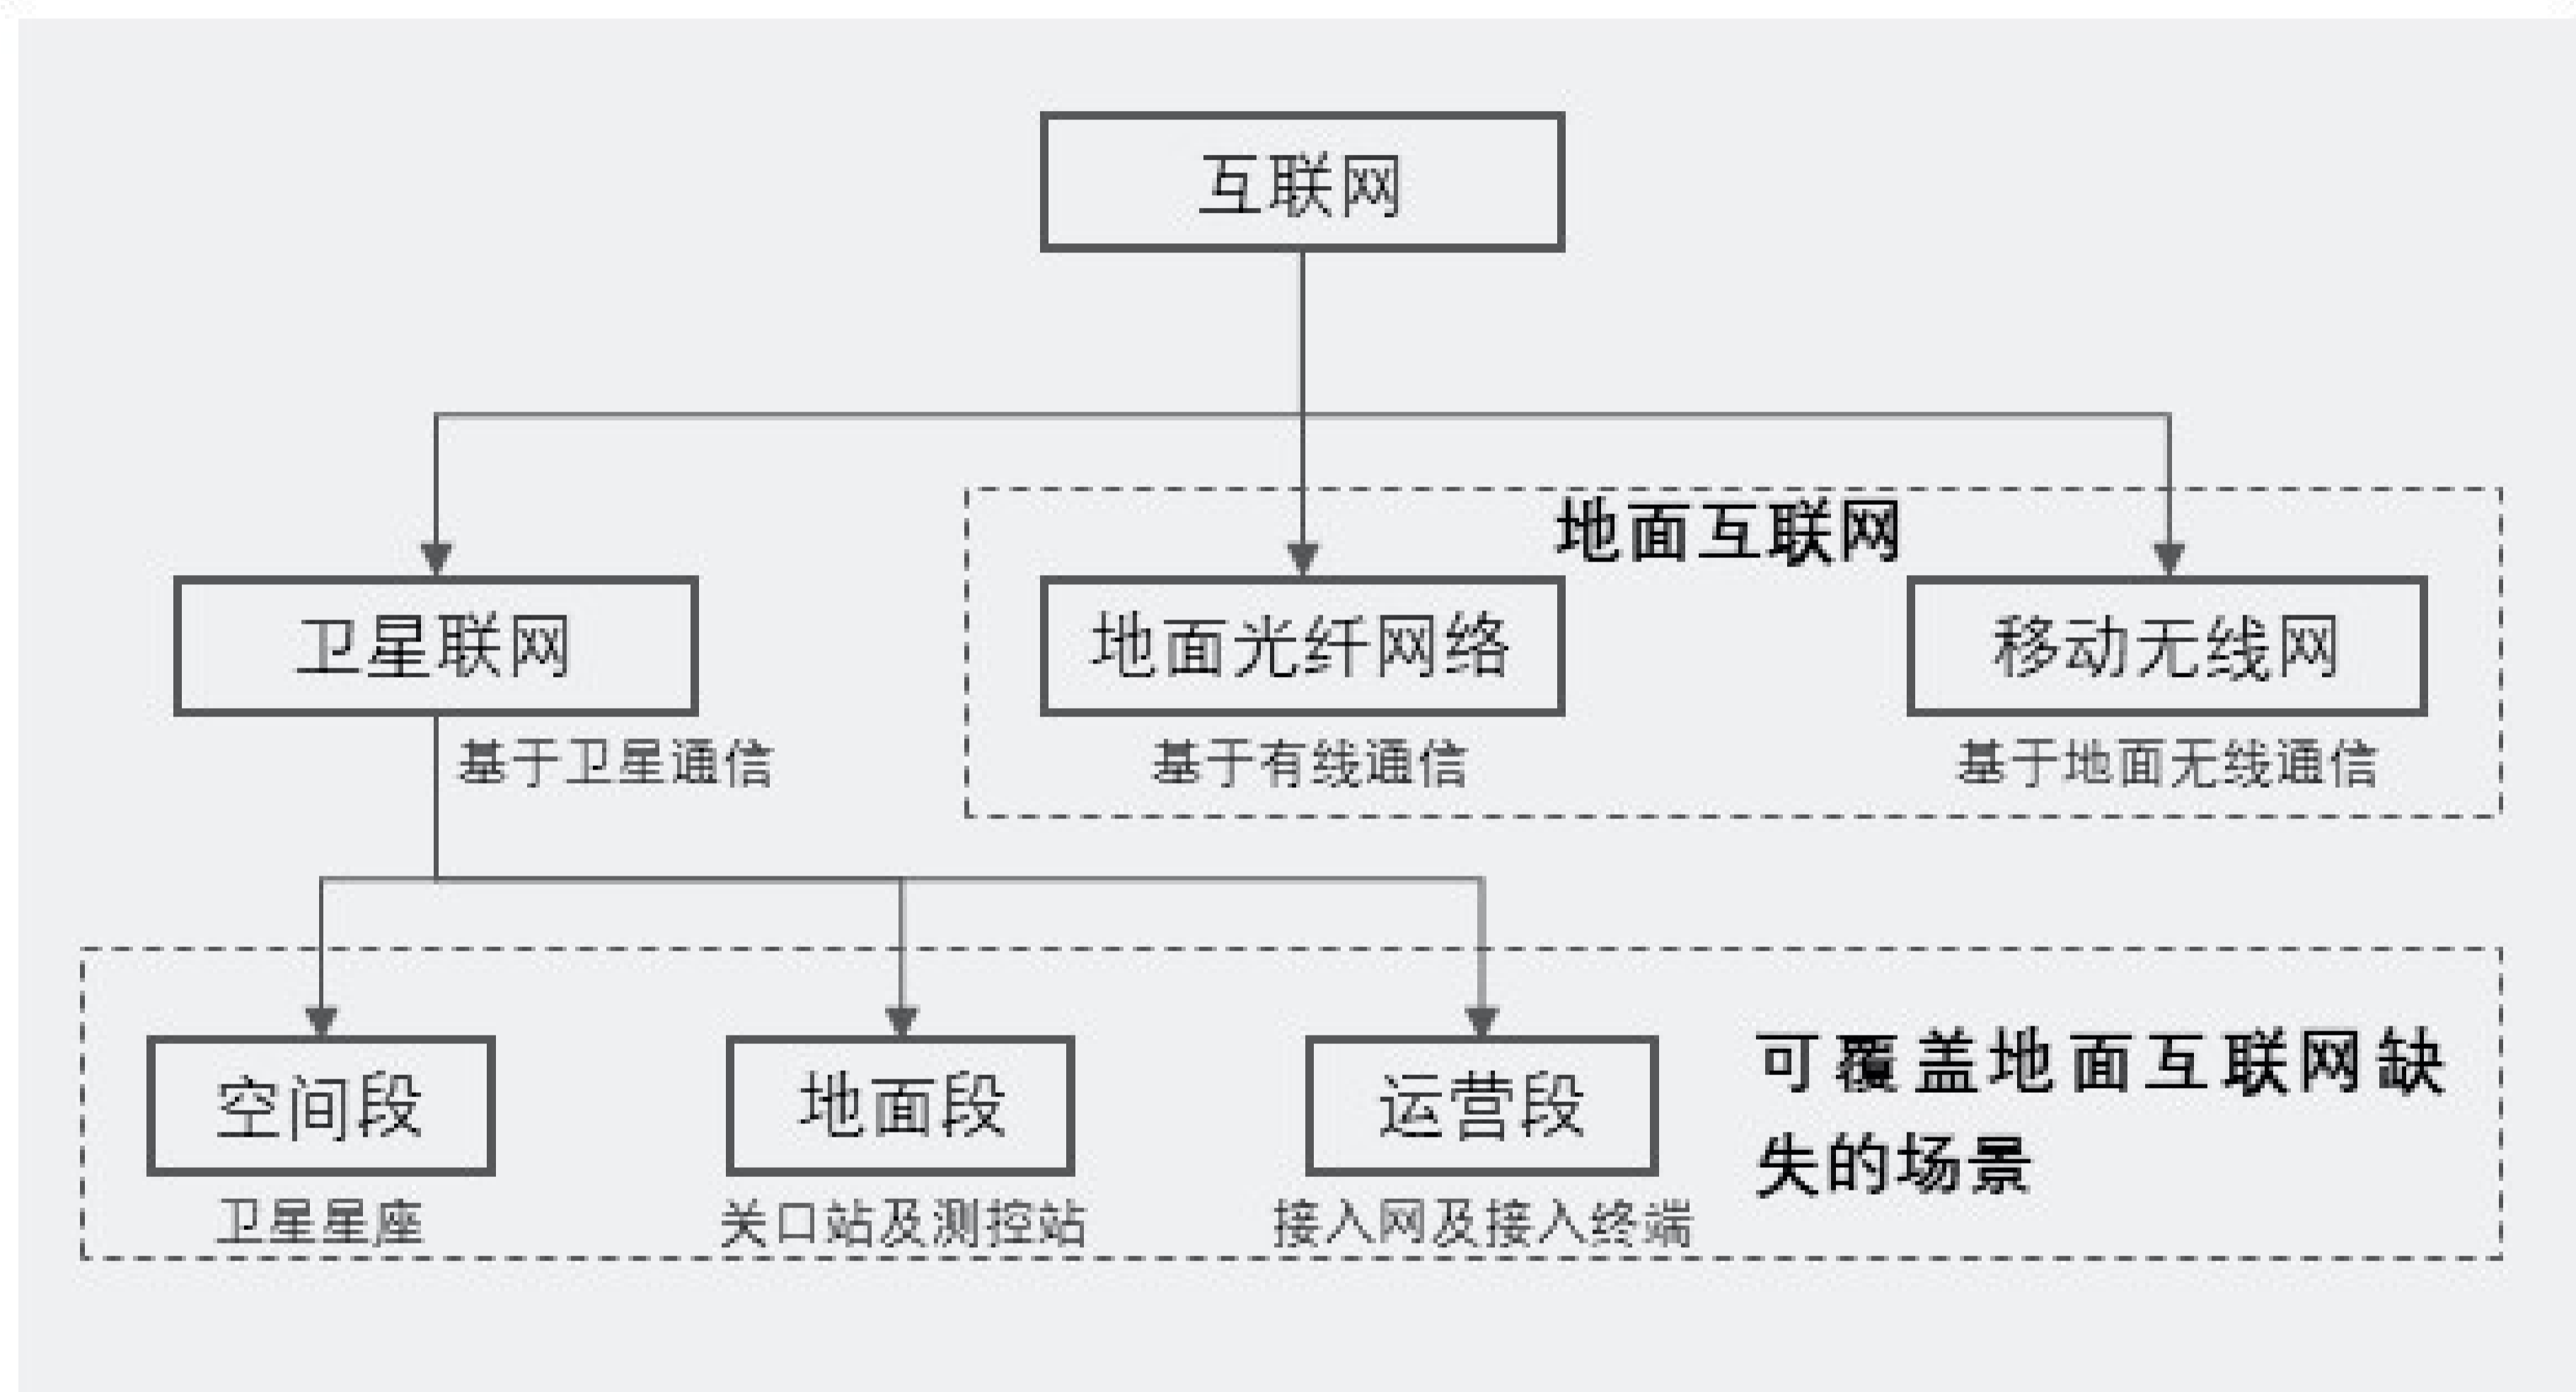 互联网
地面互联网
卫星联网
地面光纤网络
移动无线网
基于卫星通信
基于有线通信
基于地面无线通信
空间段
地面段
运营段
可覆盖地面互联网缺
失的场景
卫星星座
关口站及测控站
接入网及接入终端